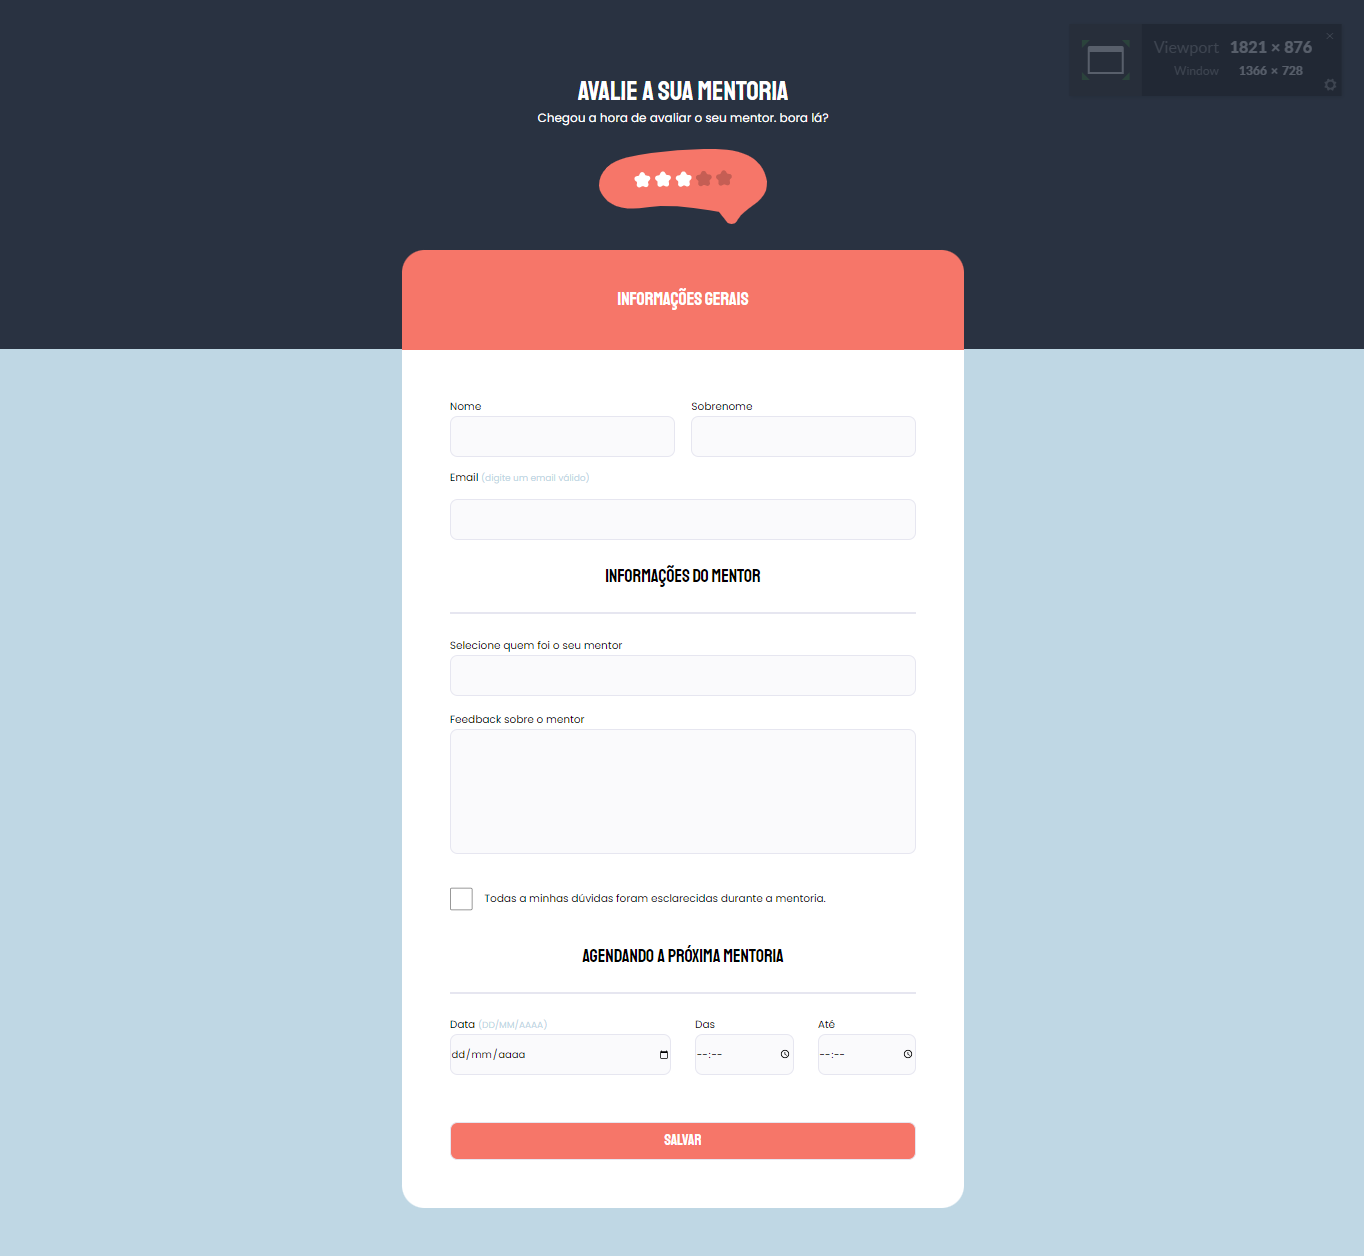 Viewport 1821 × 876
Window 1366 × 728
AVALIE A SUA MENTORIA
Chegou a hora de avaliar o seu mentor. bora lá?
INFORMAÇÕES GERAIS
Nome Sobrenome
Email (digite um email válido)
INFORMAÇÕES DO MENTOR
Selecione quem foi o seu mentor
Feedback sobre o mentor
Todas a minhas dúvidas foram esclarecidas durante a mentoria.
AGENDANDO A PRÓXIMA MENTORIA
Data (DD/MM/AAAA) Das Até
dd/mm/aaaa --:-- --:--
SALVAR